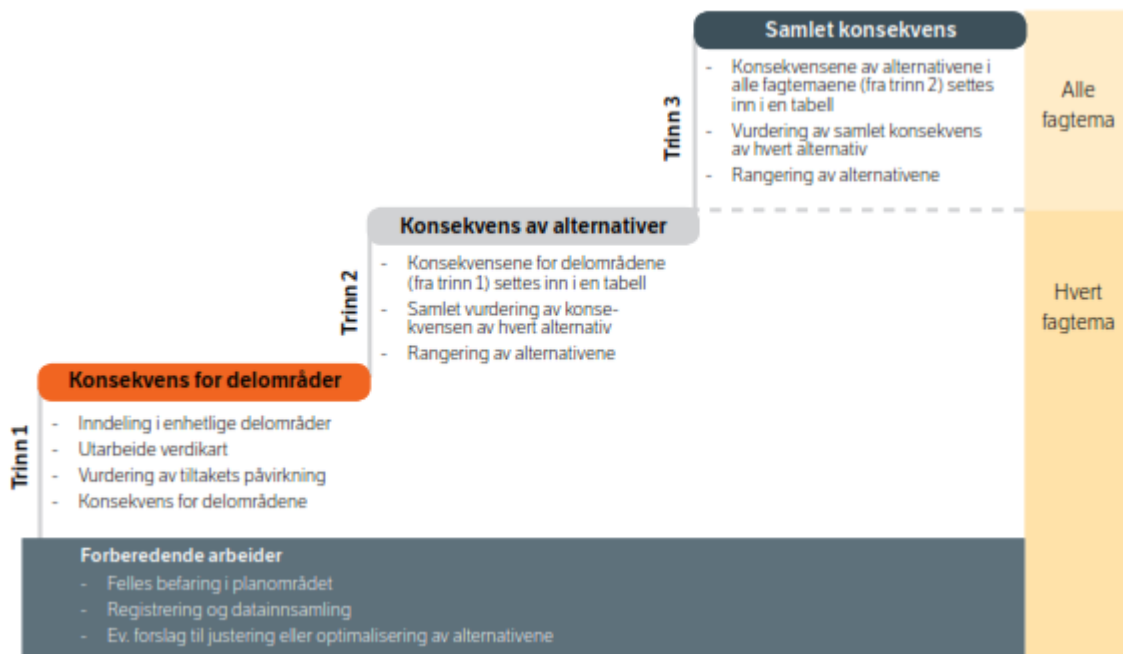 Samlet konsekvens
- Konsekvensene av alternativene i
alle fagtemaene (fra trinn 2) settes
inn i en tabell
- Vurdering av samlet konsekvens
av hvert alternativ
- Rangering av alternativene
Trinn 3
Alle
fagtema
Konsekvens av alternativer
- Konsekvensene for delområdene
(fra trinn 1) settes inn i en tabell
- Samlet vurdering av konse-
kvensen av hvert alternativ
- Rangering av alternativene
Trinn 2
Hvert
fagtema
Konsekvens for delområder
- Inndeling i enhetlige delområder
- Utarbeide verdikart
- Vurdering av tiltakets påvirkning
- Konsekvens for delområdene
Trinn 1
Forberedende arbeider
- Felles befaring i planområdet
- Registrering og datainnsamling
- Ev. forslag til justering eller optimalisering av alternativene